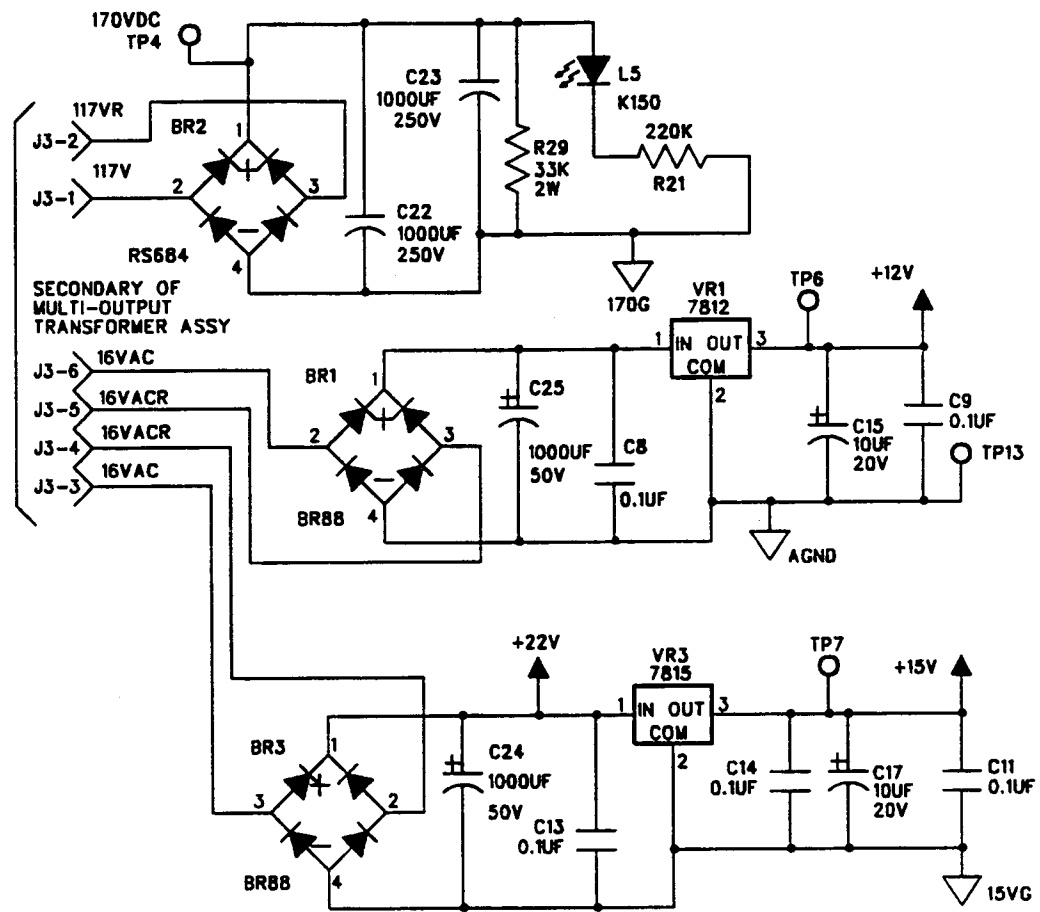 170VDC
TP4
117VR
J3-2
BR2
1
117V
J3-1
2
3
+
−
RS684
4
C23
1000UF
250V
C22
1000UF
250V
R29
33K
2W
L5
K150
220K
R21
170G
SECONDARY OF
MULTI-OUTPUT
TRANSFORMER ASSY
16VAC
J3-6
16VACR
J3-5
16VACR
J3-4
16VAC
J3-3
BR1
1
2
3
+
−
4
BR88
+
C25
1000UF
50V
C8
0.1UF
VR1
7812
1
IN OUT
3
COM
2
TP6
+12V
+
C15
10UF
20V
C9
0.1UF
TP13
AGND
+22V
BR3
1
3
2
+
−
4
BR88
+
C24
1000UF
50V
C13
0.1UF
VR3
7815
1
IN OUT
3
COM
2
TP7
+15V
C14
0.1UF
+
C17
10UF
20V
C11
0.1UF
15VG